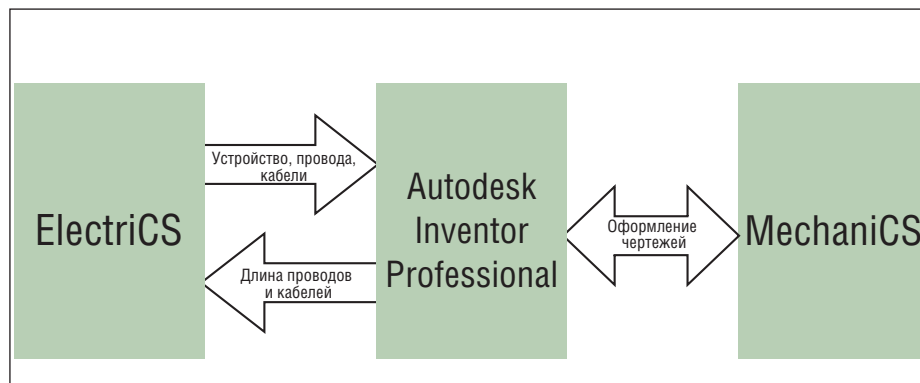 ElectriCS
Устройство, провода,
кабели
Длина проводов
и кабелей
Autodesk
Inventor
Professional
Оформление
чертежей
MechaniCS